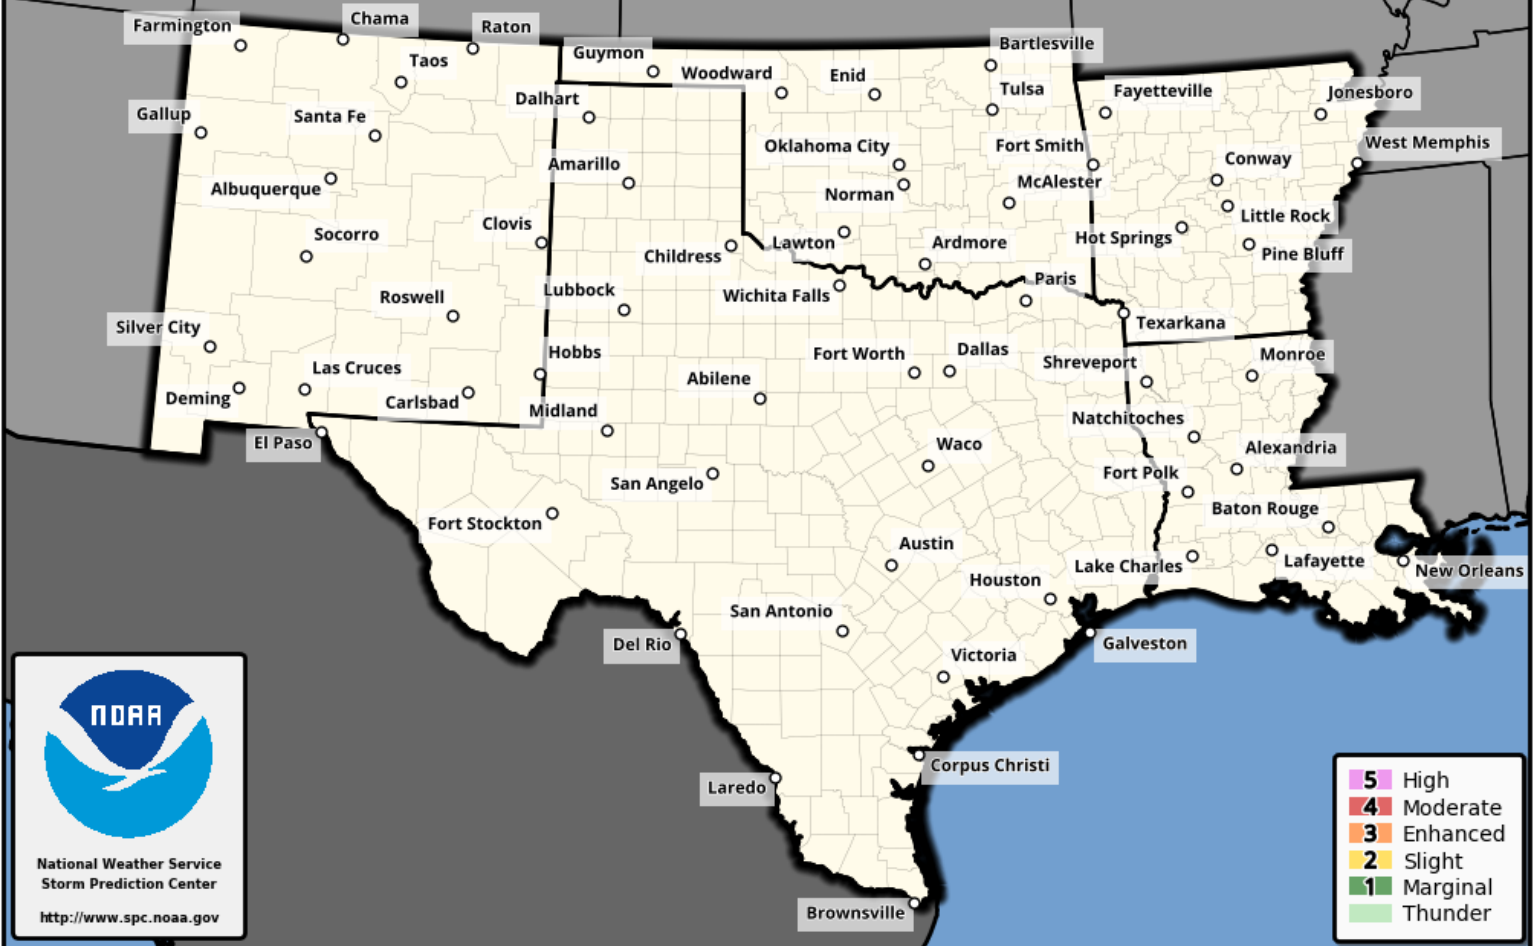 Farmington
Chama
Raton
Guymon
Bartlesville
Taos
Woodward
Enid
Tulsa
Fayetteville
Jonesboro
Dalhart
Gallup
Santa Fe
Oklahoma City
Fort Smith
West Memphis
Amarillo
Conway
Albuquerque
Norman
McAlester
Little Rock
Socorro
Clovis
Childress
Lawton
Ardmore
Hot Springs
Pine Bluff
Roswell
Lubbock
Wichita Falls
Paris
Silver City
Texarkana
Las Cruces
Hobbs
Fort Worth
Dallas
Shreveport
Monroe
Deming
Carlsbad
Midland
Abilene
Natchitoches
El Paso
Waco
Alexandria
San Angelo
Fort Polk
Fort Stockton
Baton Rouge
Austin
Houston
Lake Charles
Lafayette
New Orleans
San Antonio
Del Rio
Victoria
Galveston
Corpus Christi
Laredo
Brownsville
NOAA
National Weather Service
Storm Prediction Center
http://www.spc.noaa.gov
5 High
4 Moderate
3 Enhanced
2 Slight
1 Marginal
Thunder